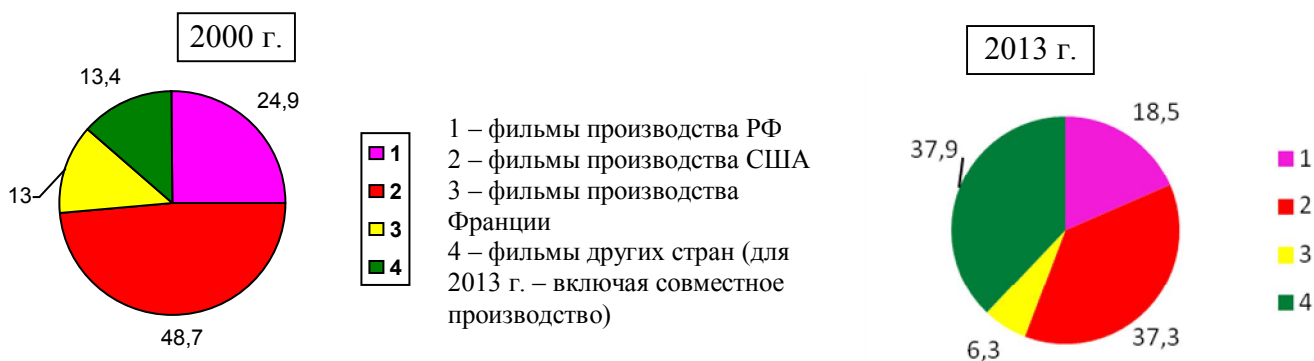 2000 г.
13,4
24,9
13
48,7
1
2
3
4
1 – фильмы производства РФ
2 – фильмы производства США
3 – фильмы производства
Франции
4 – фильмы других стран (для
2013 г. – включая совместное
производство)
2013 г.
18,5
37,9
37,3
6,3
1
2
3
4